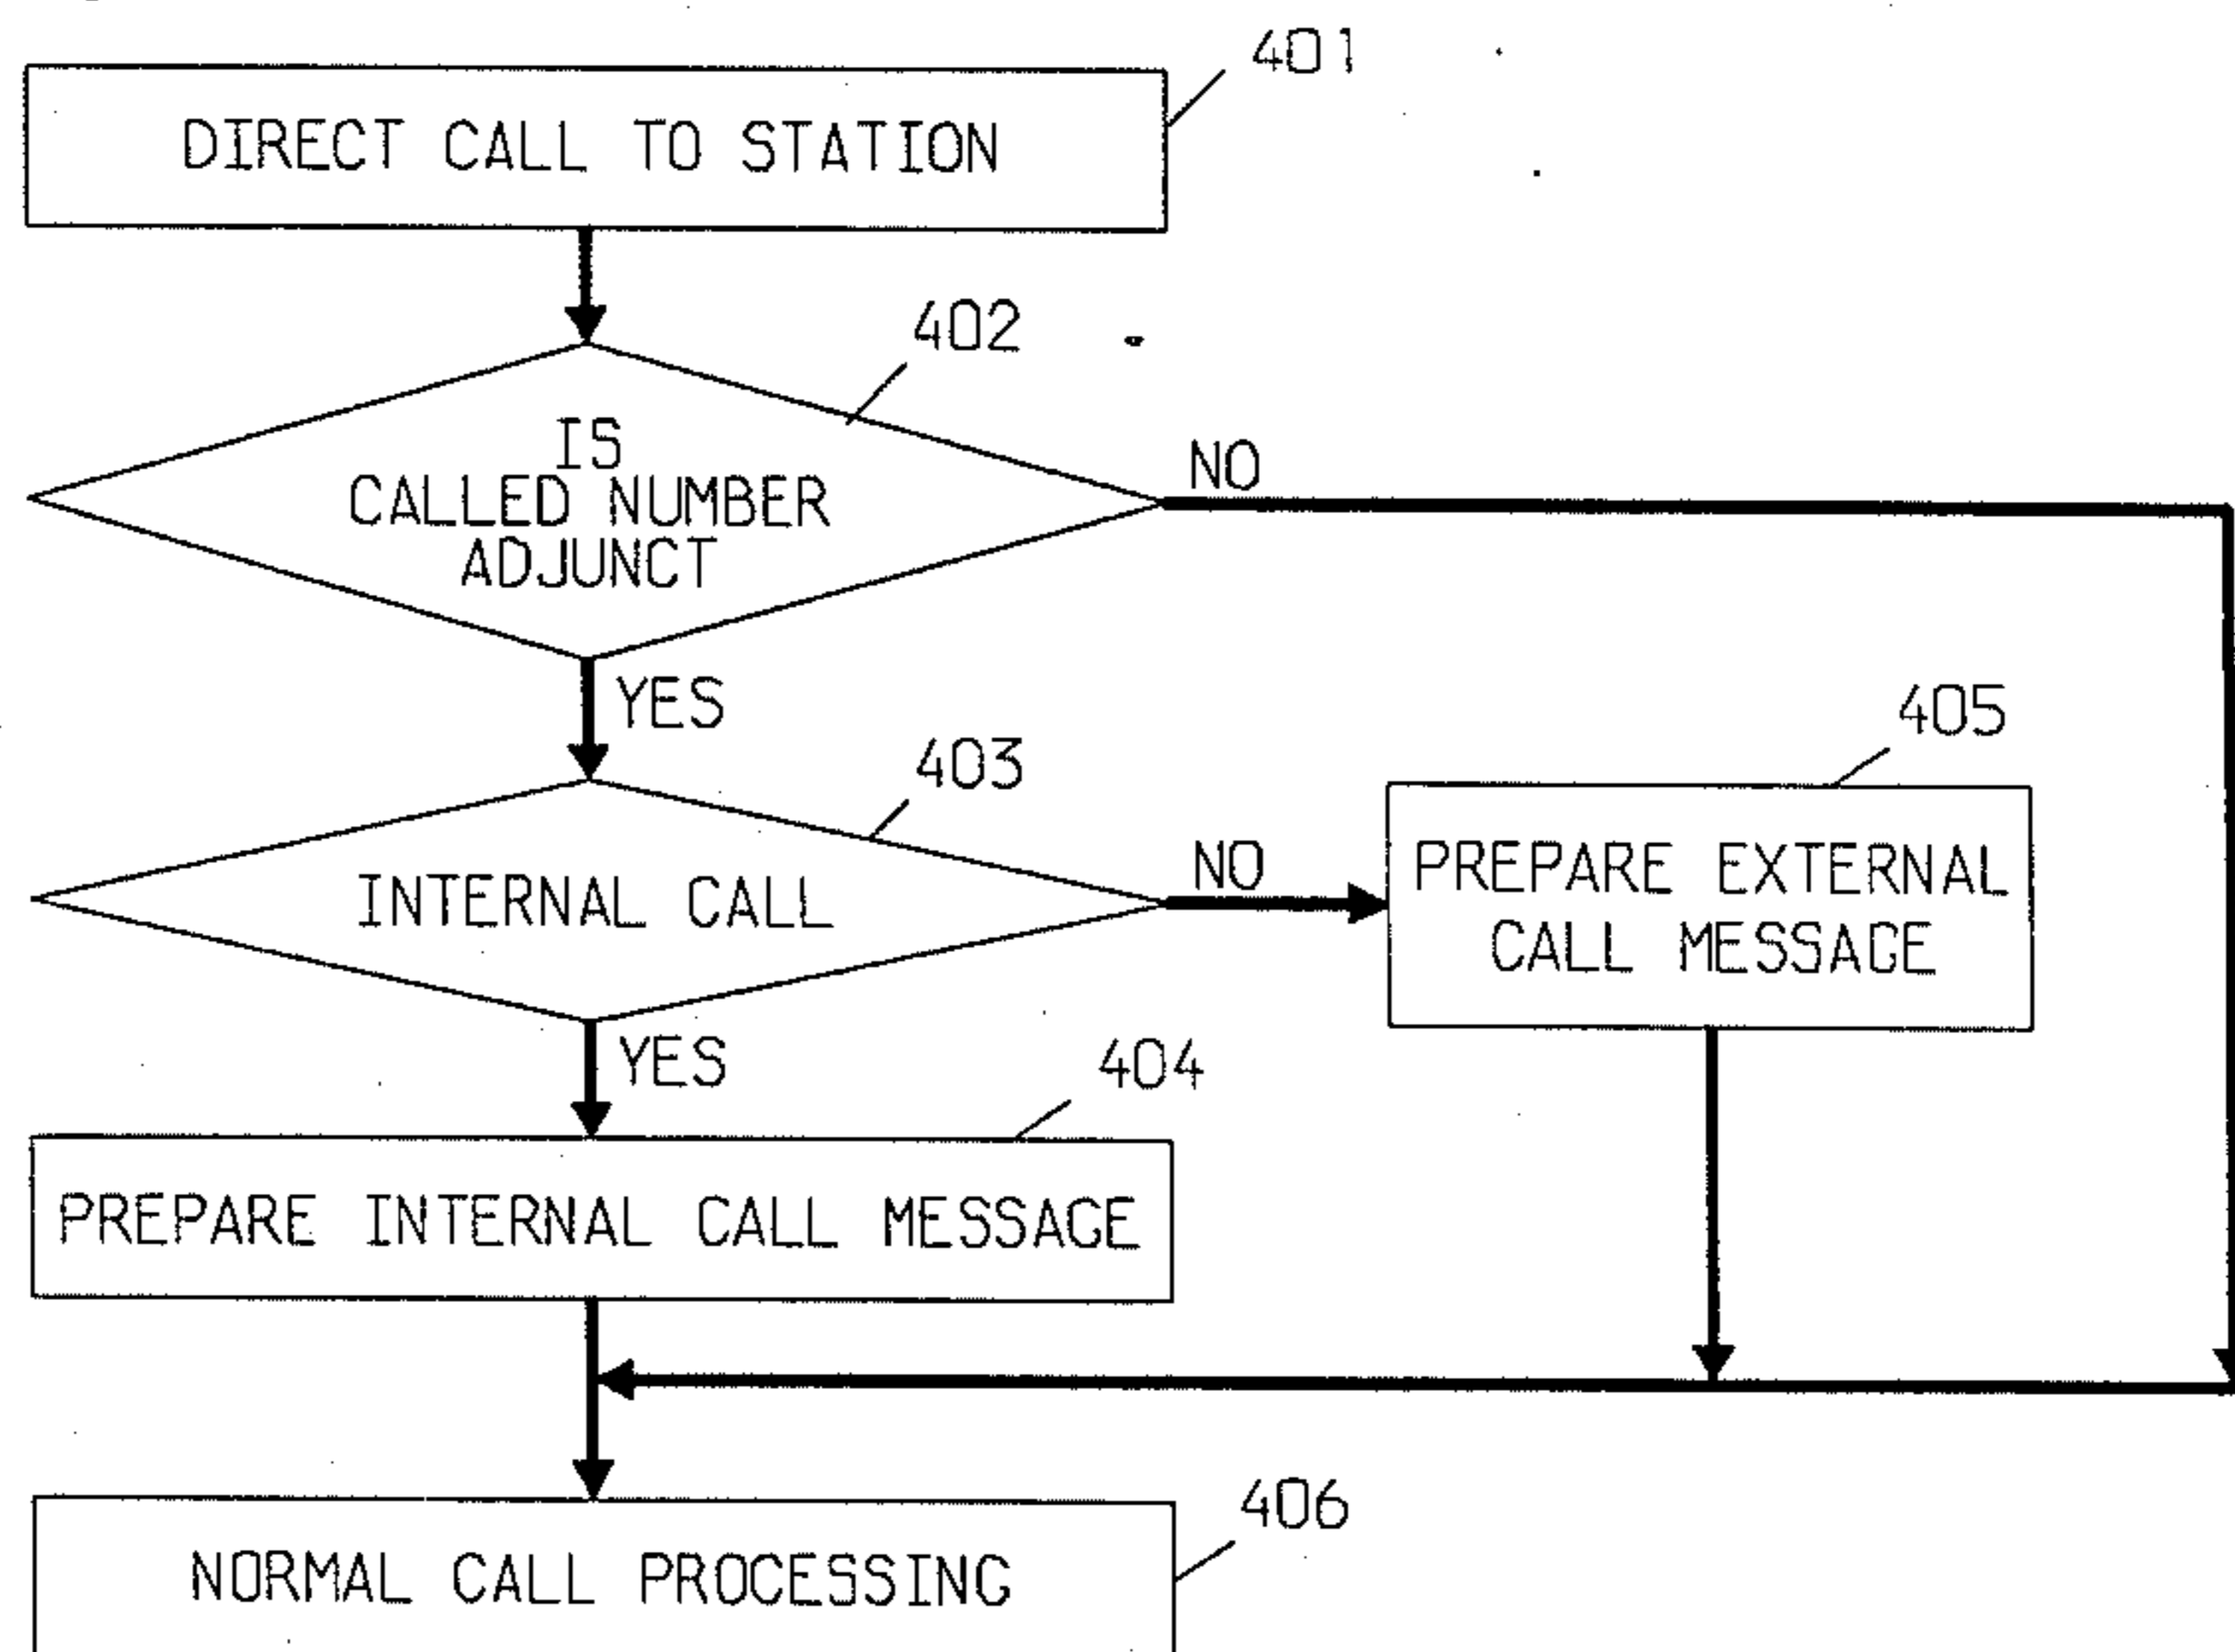 401
DIRECT CALL TO STATION
402
IS
CALLED NUMBER
ADJUNCT
NO
YES
403
405
INTERNAL CALL
NO
PREPARE EXTERNAL
CALL MESSAGE
YES
404
PREPARE INTERNAL CALL MESSAGE
406
NORMAL CALL PROCESSING